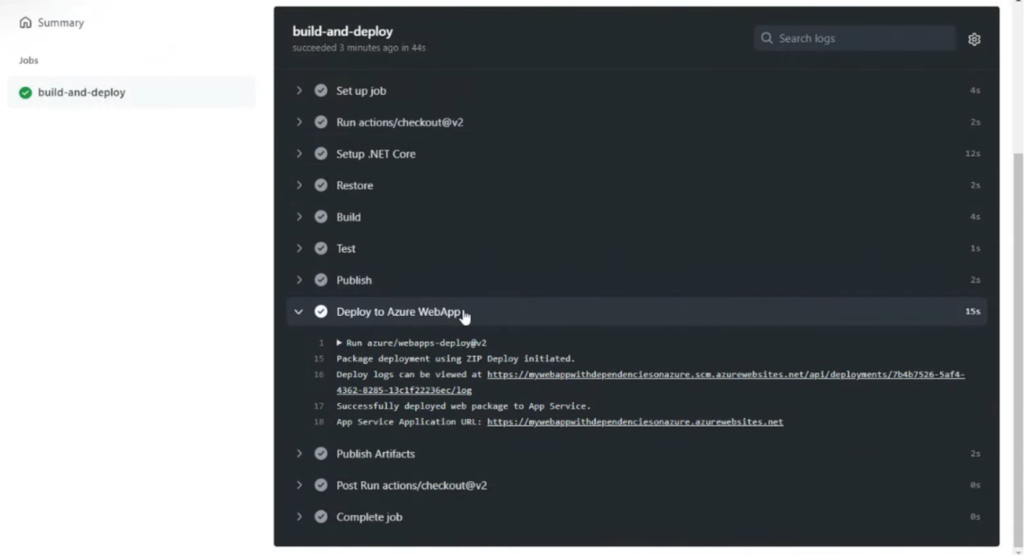 Summary
Jobs
build-and-deploy
build-and-deploy
succeeded 3 minutes ago in 44s
Search logs
Set up job 4s
Run actions/checkout@v2 2s
Setup .NET Core 12s
Restore 2s
Build 4s
Test 1s
Publish 2s
Deploy to Azure WebApp 15s
1 Run azure/webapps-deploy@v2
15 Package deployment using ZIP Deploy initiated.
16 Deploy logs can be viewed at https://mywebappwithdependenciesonazure.scm.azurewebsites.net/api/deployments/7b4b7526-5af4-
4362-8285-13c1f22236ec/log
17 Successfully deployed web package to App Service.
18 App Service Application URL: https://mywebappwithdependenciesonazure.azurewebsites.net
Publish Artifacts 2s
Post Run actions/checkout@v2 0s
Complete job 0s